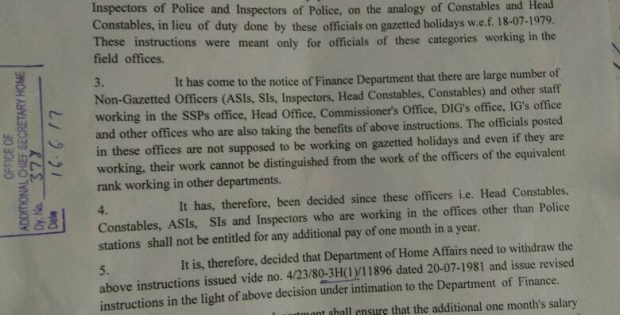 Inspectors of Police and Inspectors of Police, on the analogy of Constables and Head
Constables, in lieu of duty done by these officials on gazetted holidays w.e.f. 18-07-1979.
These instructions were meant only for officials of these categories working in the
field offices.
3. It has come to the notice of Finance Department that there are large number of
Non-Gazetted Officers (ASIs, SIs, Inspectors, Head Constables, Constables) and other staff
working in the SSPs office, Head Office, Commissioner's Office, DIG's office, IG's office
and other offices who are also taking the benefits of above instructions. The officials posted
in these offices are not supposed to be working on gazetted holidays and even if they are
working, their work cannot be distinguished from the work of the officers of the equivalent
rank working in other departments.
4. It has, therefore, been decided since these officers i.e. Head Constables,
Constables, ASIs, SIs and Inspectors who are working in the offices other than Police
stations shall not be entitled for any additional pay of one month in a year.
5. It is, therefore, decided that Department of Home Affairs need to withdraw the
above instructions issued vide no. 4/23/80-3H(1)/11896 dated 20-07-1981 and issue revised
instructions in the light of above decision under intimation to the Department of Finance.
shall ensure that the additional one month's salary
OFFICE OF
ADDITIONAL CHIEF SECRETARY HOME
Dy. No. 378
Date 16.6.17